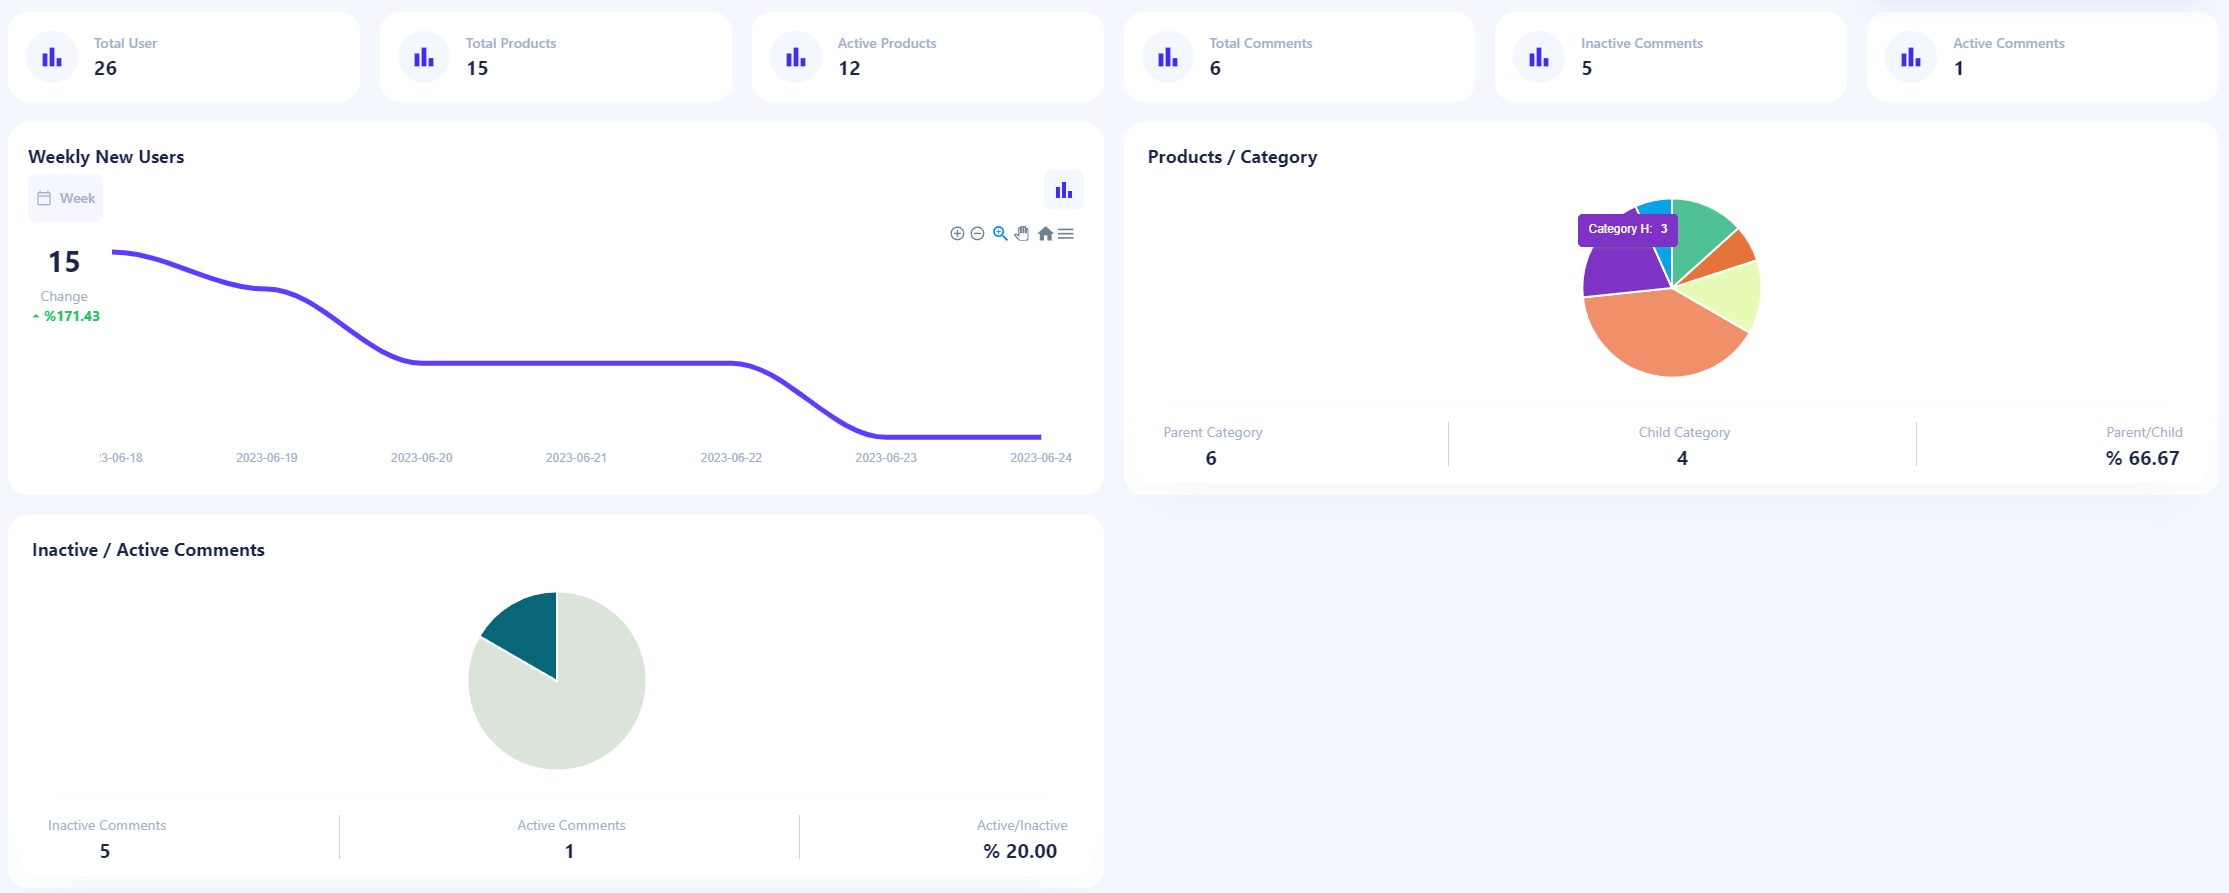 Total User
26
Total Products
15
Active Products
12
Total Comments
6
Inactive Comments
5
Active Comments
1
Weekly New Users
Week
15
Change
%171.43
3-06-18
2023-06-19
2023-06-20
2023-06-21
2023-06-22
2023-06-23
2023-06-24
Products / Category
Category H: 3
Parent Category
6
Child Category
4
Parent/Child
% 66.67
Inactive / Active Comments
Inactive Comments
5
Active Comments
1
Active/Inactive
% 20.00